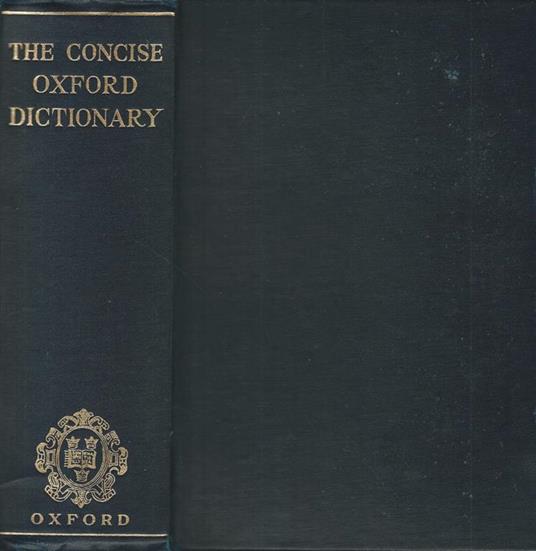 THE CONCISE
OXFORD
DICTIONARY
OXFORD